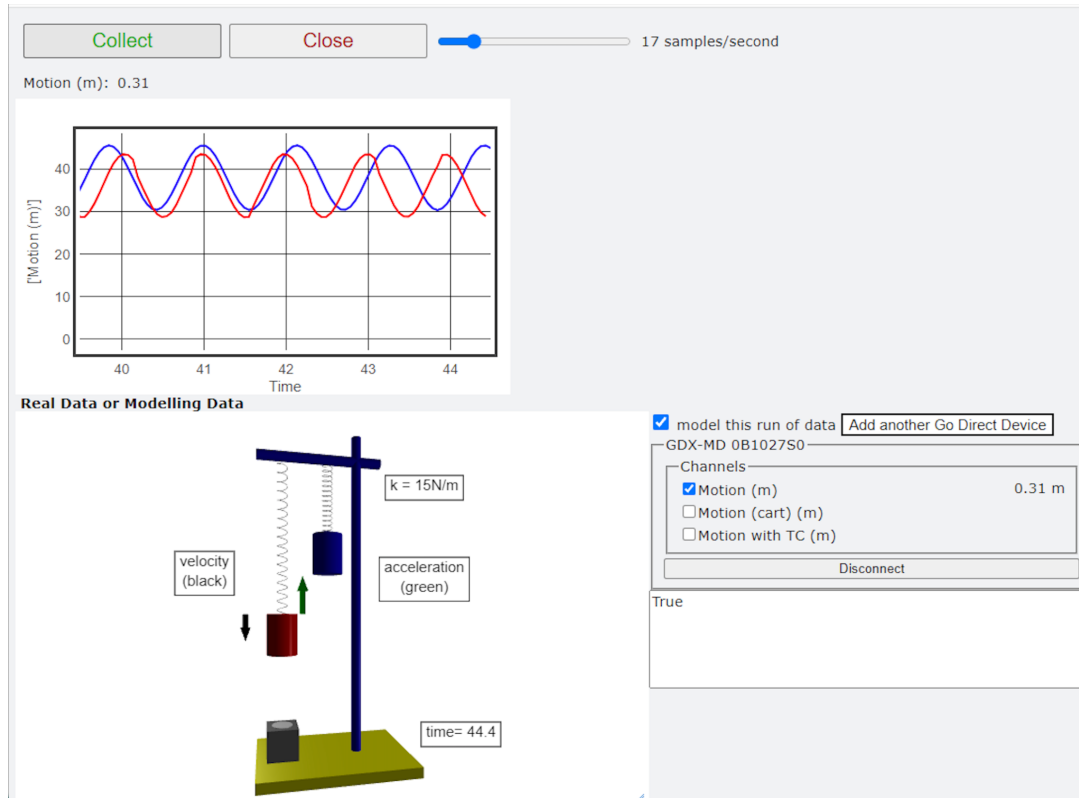 Collect Close 17 samples/second
Motion (m): 0.31
40
30
20
10
0
['Motion (m)']
40 41 42 43 44
Time
Real Data or Modelling Data
model this run of data Add another Go Direct Device
GDX-MD 0B1027S0
Channels
Motion (m) 0.31 m
Motion (cart) (m)
Motion with TC (m)
Disconnect
True
k = 15N/m
velocity
(black)
acceleration
(green)
time= 44.4